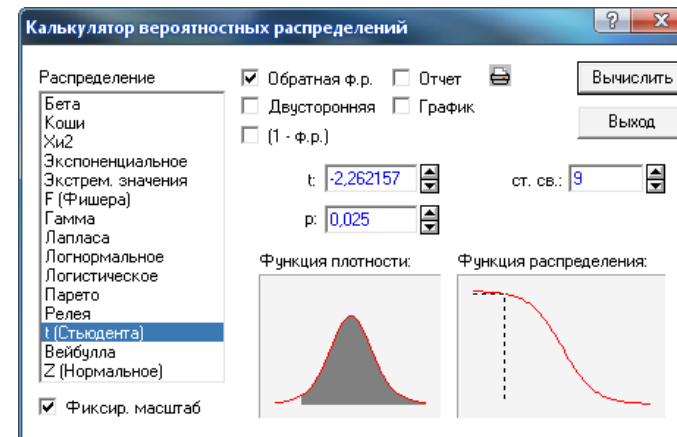 Калькулятор вероятностных распределений
Распределение
Бета
Коши
Хи2
Экспоненциальное
Экстрем. значения
F (Фишера)
Гамма
Лапласа
Логнормальное
Логистическое
Парето
Релея
t (Стьюдента)
Вейбулла
Z (Нормальное)
Фиксир. масштаб
Обратная ф.р. Отчет
Двусторонняя График
(1 - ф.р.)
Вычислить
Выход
t: -2,262157 ст. св.: 9
p: 0,025
Функция плотности: Функция распределения: